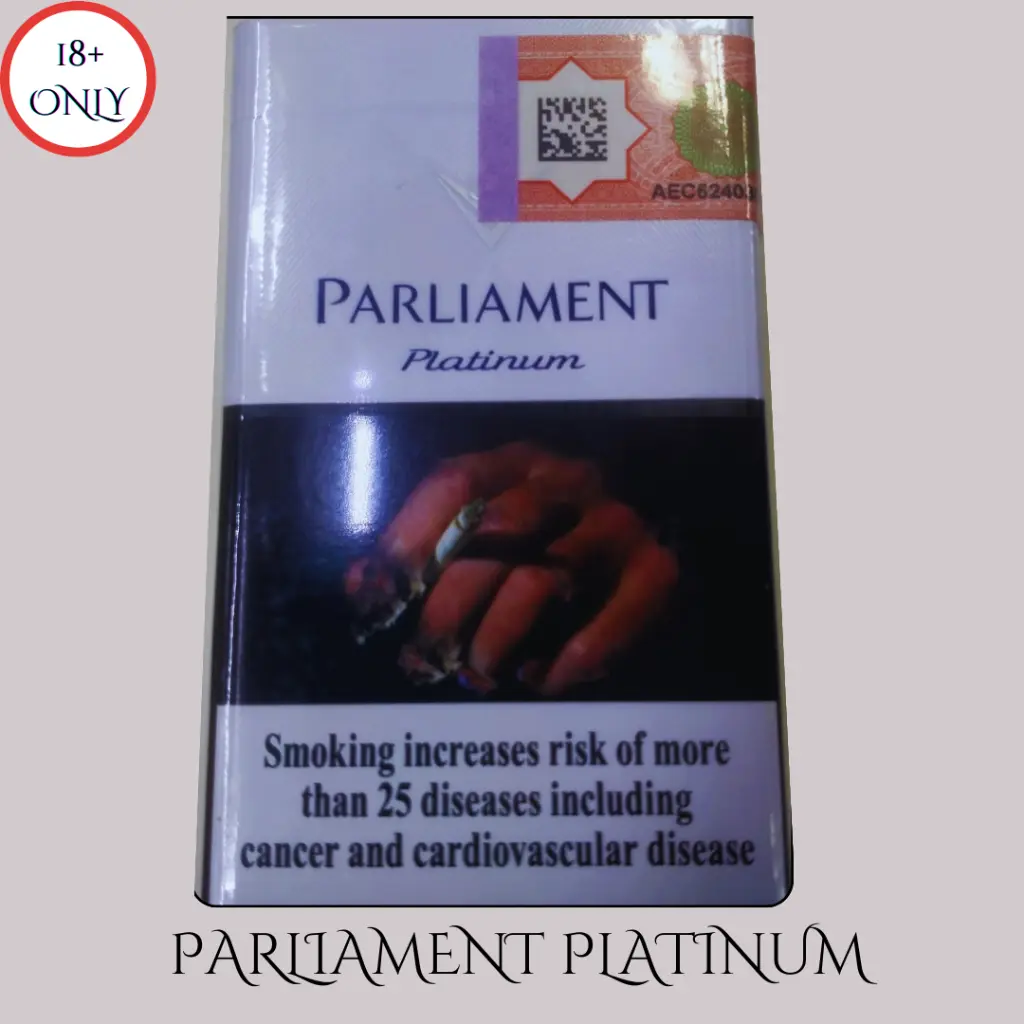 18+
ONLY
AEC52403
PARLIAMENT
Platinum
Smoking increases risk of more
than 25 diseases including
cancer and cardiovascular disease
PARLIAMENT PLATINUM